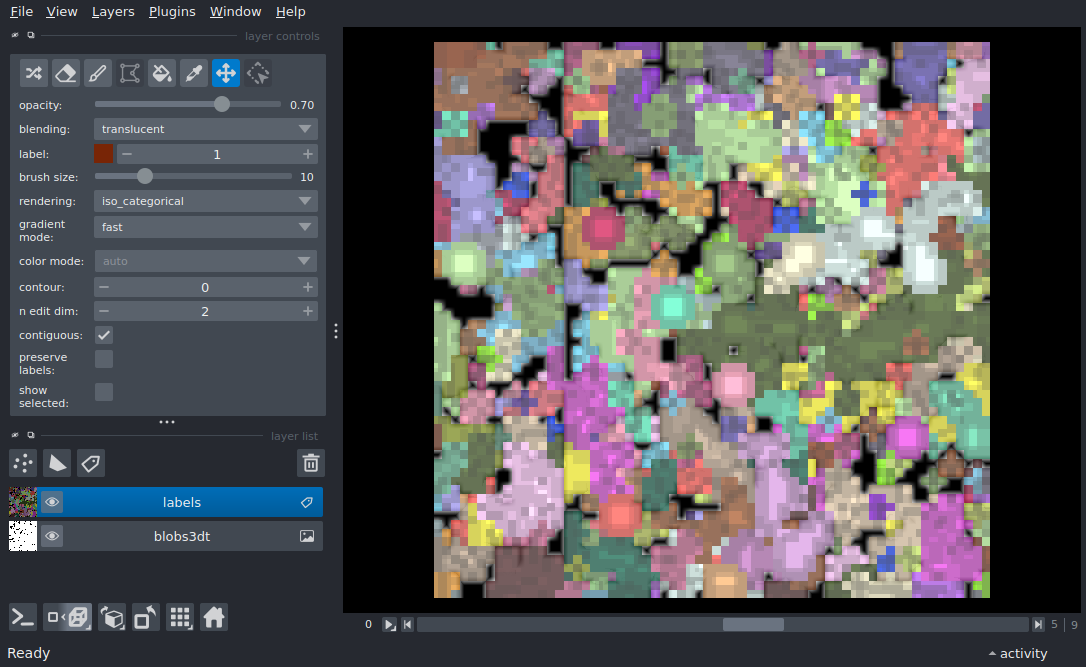 File View Layers Plugins Window Help
layer controls
opacity: 0.70
blending: translucent
label: 1
brush size: 10
rendering: iso_categorical
gradient mode: fast
color mode: auto
contour: 0
n edit dim: 2
contiguous:
preserve labels:
show selected:
layer list
labels
blobs3dt
0 5 9
Ready activity